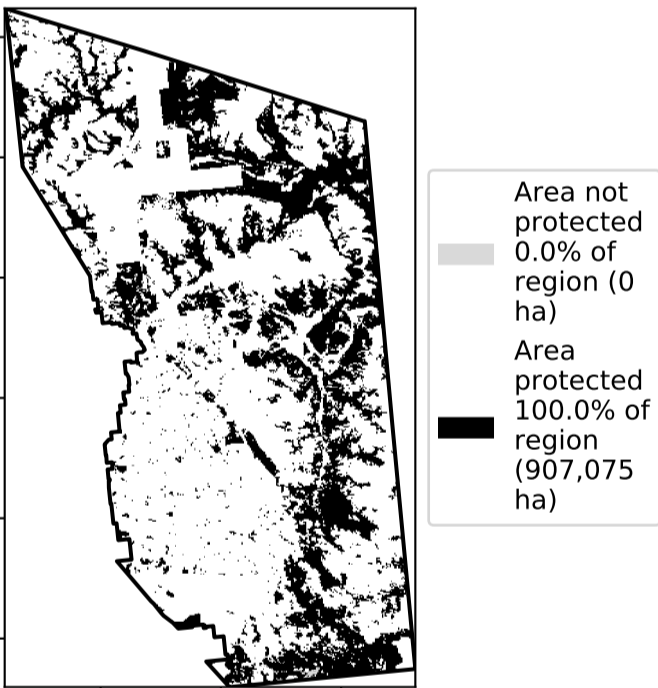 Area not
protected
0.0% of
region (0
ha)
Area
protected
100.0% of
region
(907,075
ha)